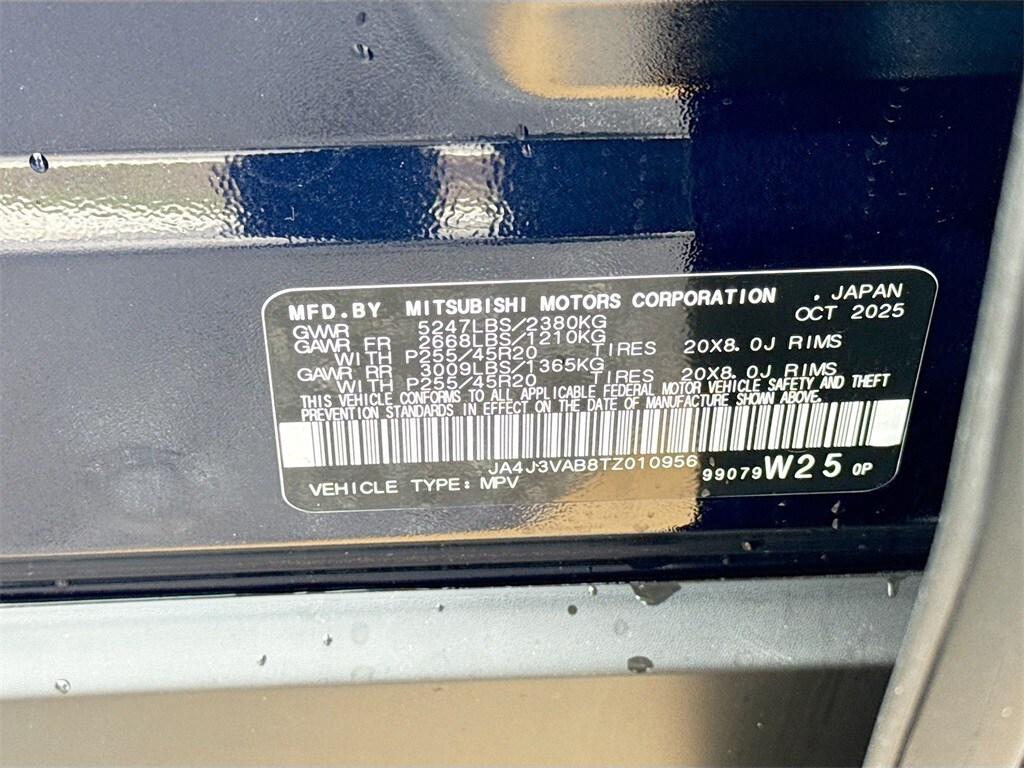 MFD.BY MITSUBISHI MOTORS CORPORATION , JAPAN
OCT 2025
GVWR 5247LBS/2380KG
GAWR FR 2668LBS/1210KG
WITH P255/45R20 TIRES 20X8.0J RIMS
GAWR RR 3009LBS/1365KG
WITH P255/45R20 TIRES 20X8.0J RIMS
THIS VEHICLE CONFORMS TO ALL APPLICABLE FEDERAL MOTOR VEHICLE SAFETY AND THEFT
PREVENTION STANDARDS IN EFFECT ON THE DATE OF MANUFACTURE SHOWN ABOVE.
JA4J3VAB8TZ010956
99079 W25 0P
VEHICLE TYPE: MPV